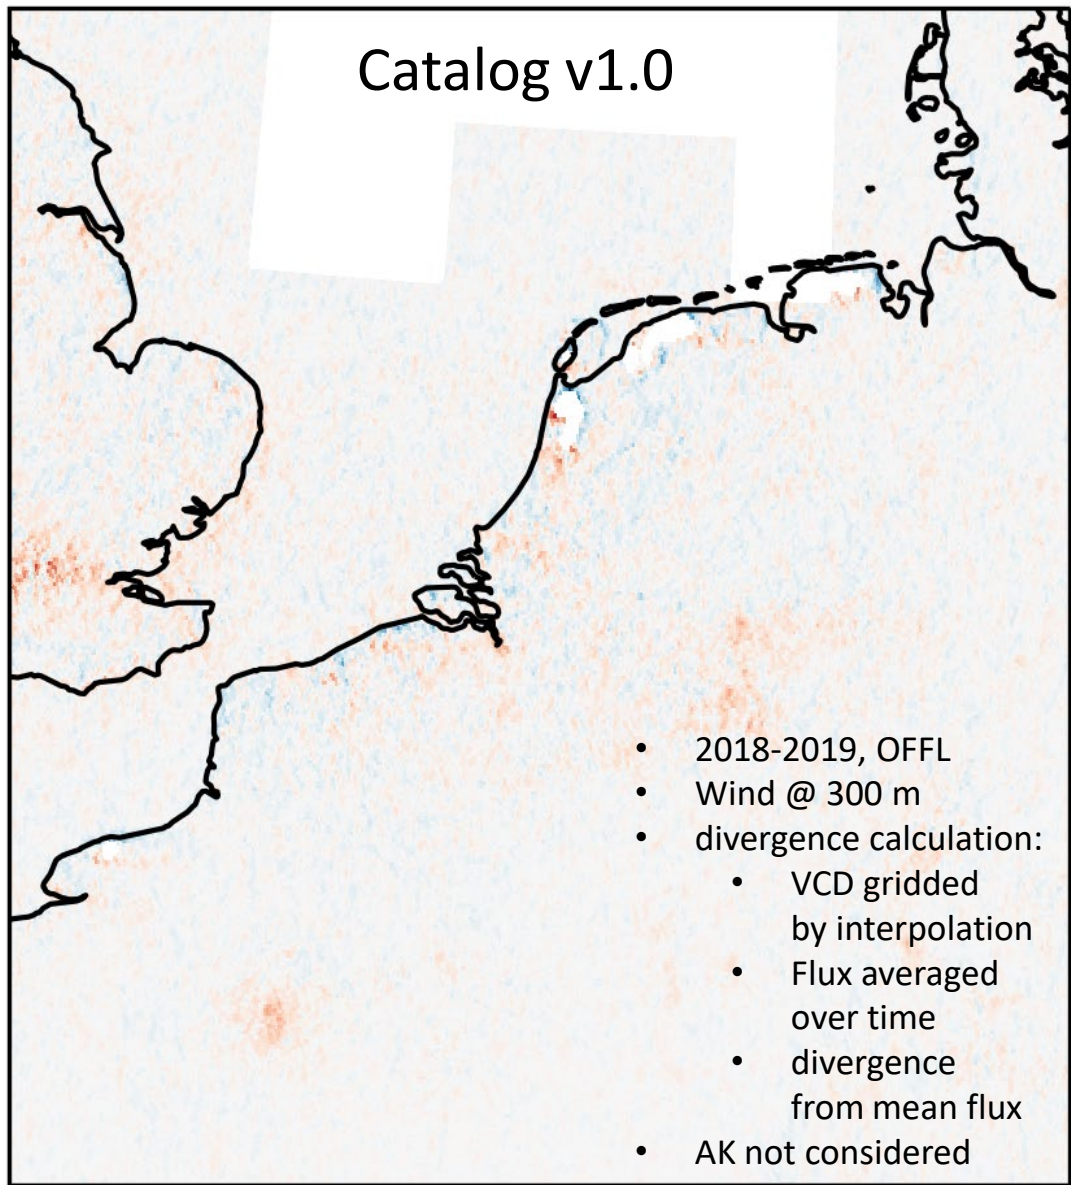 Catalog v1.0
• 2018-2019, OFFL
• Wind @ 300 m
• divergence calculation:
• VCD gridded
by interpolation
• Flux averaged
over time
• divergence
from mean flux
• AK not considered